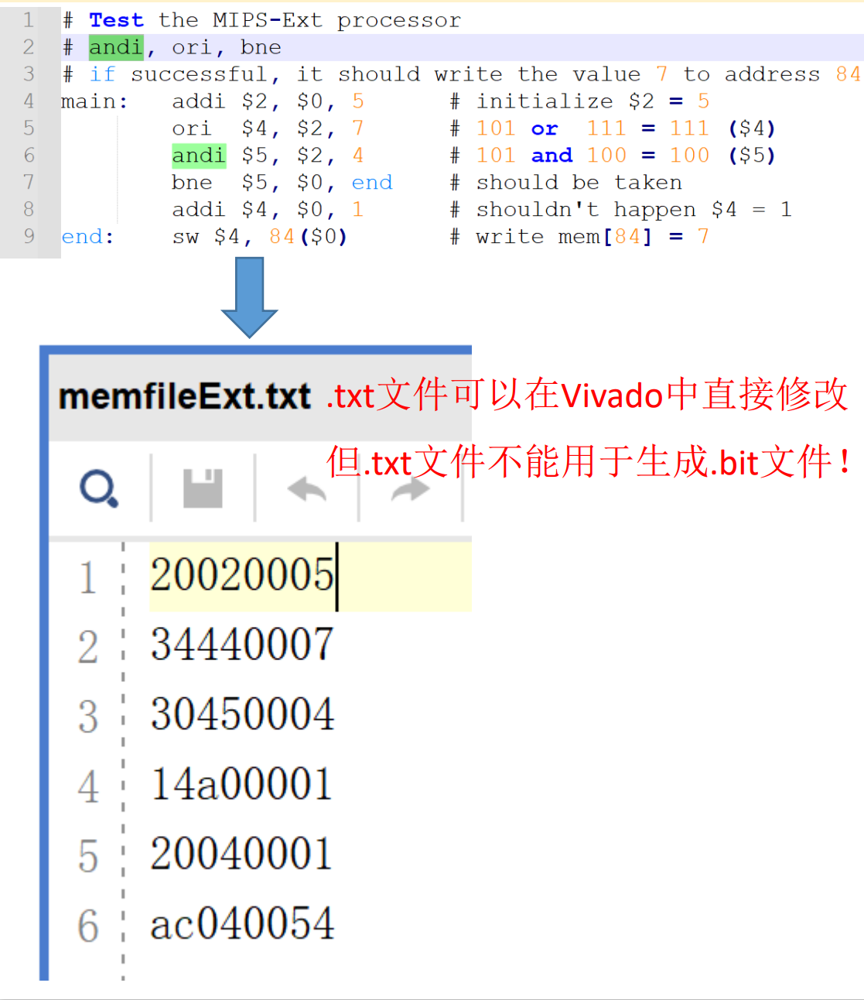 1 # Test the MIPS-Ext processor
2 # andi, ori, bne
3 # if successful, it should write the value 7 to address 84
4 main: addi $2, $0, 5 # initialize $2 = 5
5 ori $4, $2, 7 # 101 or 111 = 111 ($4)
6 andi $5, $2, 4 # 101 and 100 = 100 ($5)
7 bne $5, $0, end # should be taken
8 addi $4, $0, 1 # shouldn't happen $4 = 1
9 end: sw $4, 84($0) # write mem[84] = 7
memfileExt.txt
.txt文件可以在Vivado中直接修改
但.txt文件不能用于生成.bit文件！
1 20020005
2 34440007
3 30450004
4 14a00001
5 20040001
6 ac040054